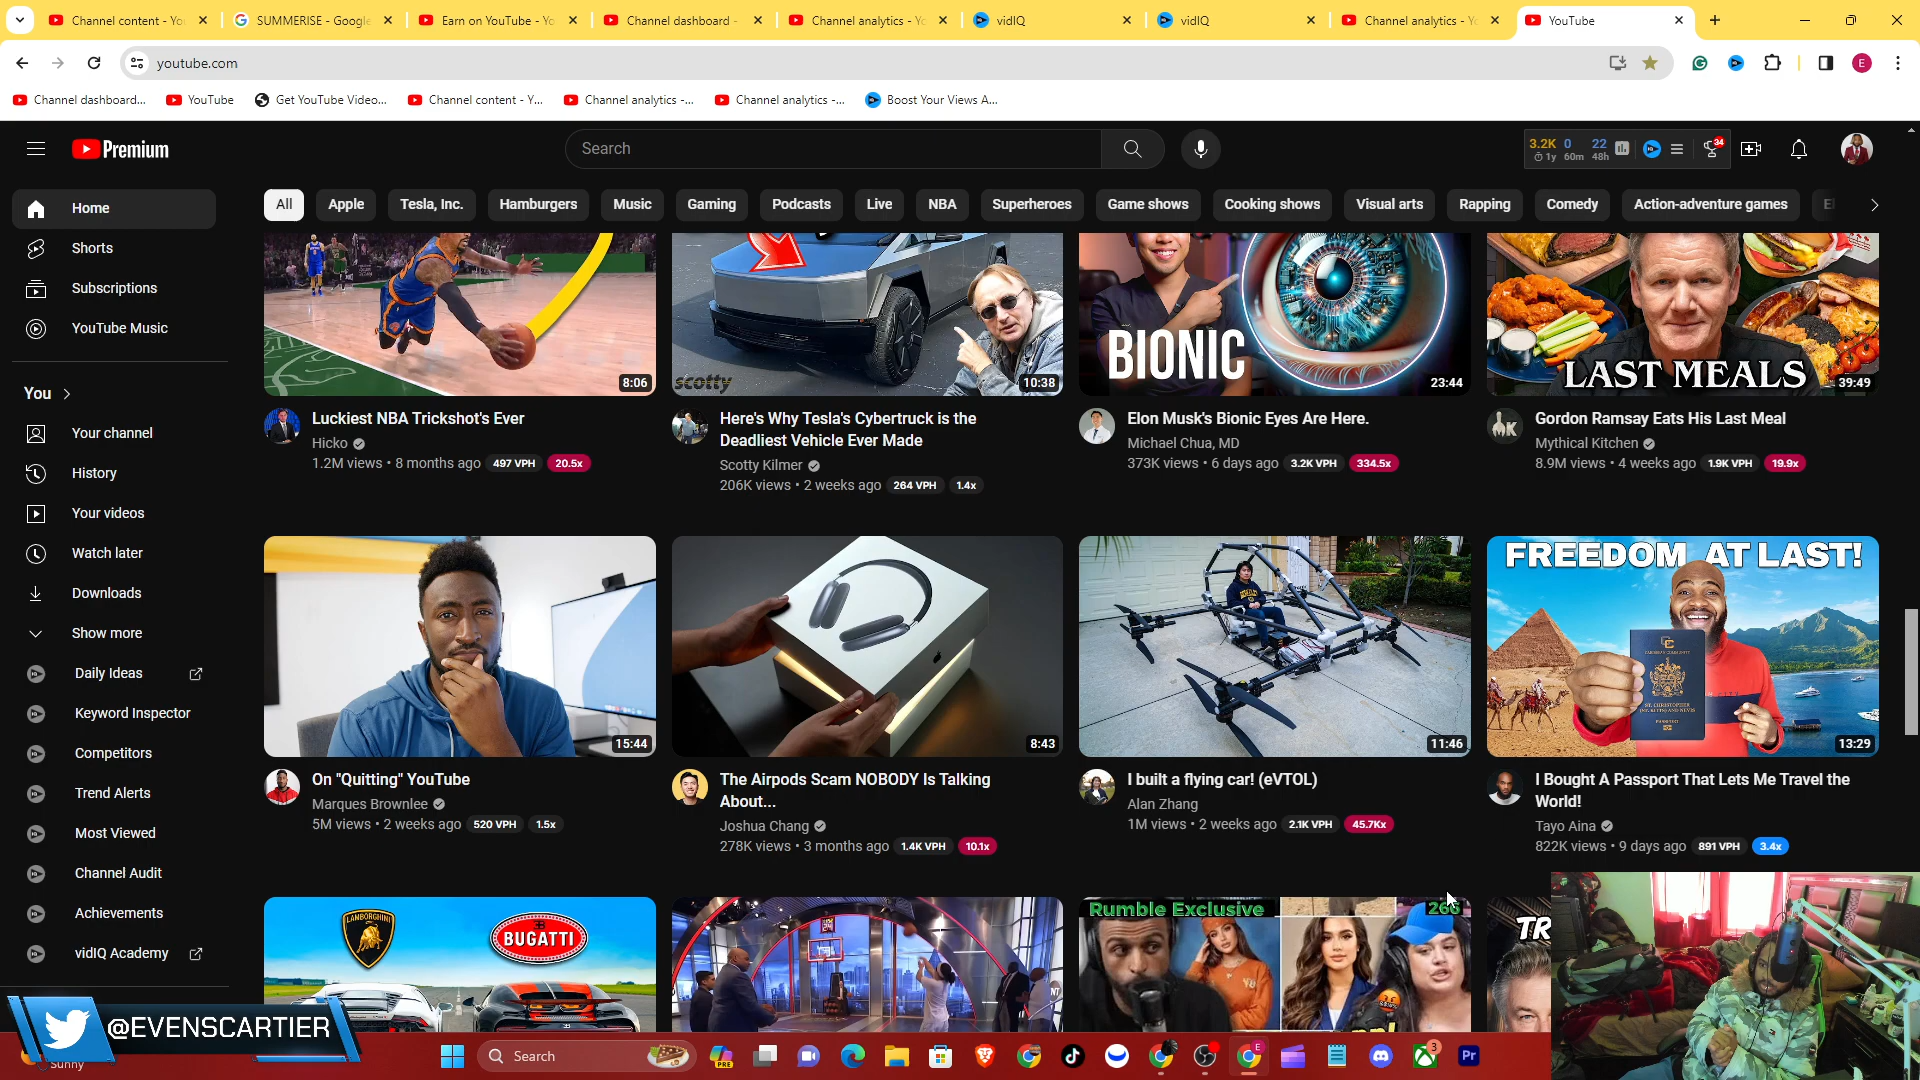 Channel content - Yo
SUMMERISE - Google
Earn on YouTube - Yo
Channel dashboard -
Channel analytics - Yo
vidIQ
vidIQ
Channel analytics - Yo
YouTube
youtube.com
E
Channel dashboard...
YouTube
Get YouTube Video...
Channel content - Y...
Channel analytics -...
Channel analytics -...
Boost Your Views A...
Premium
Search
3.2K 0 22
1y 60m 48h
34
Home
Shorts
Subscriptions
YouTube Music
You
Your channel
History
Your videos
Watch later
Downloads
Show more
Daily Ideas
Keyword Inspector
Competitors
Trend Alerts
Most Viewed
Channel Audit
Achievements
vidIQ Academy
All
Apple
Tesla, Inc.
Hamburgers
Music
Gaming
Podcasts
Live
NBA
Superheroes
Game shows
Cooking shows
Visual arts
Rapping
Comedy
Action-adventure games
El
8:06
Luckiest NBA Trickshot's Ever
Hicko
1.2M views • 8 months ago 497 VPH 20.5x
scotty
10:38
Here's Why Tesla's Cybertruck is the
Deadliest Vehicle Ever Made
Scotty Kilmer
206K views • 2 weeks ago 264 VPH 1.4x
BIONIC
23:44
Elon Musk's Bionic Eyes Are Here.
Michael Chua, MD
373K views • 6 days ago 3.2K VPH 334.5x
LAST MEALS
39:49
MK
Gordon Ramsay Eats His Last Meal
Mythical Kitchen
8.9M views • 4 weeks ago 1.9K VPH 19.9x
15:44
On "Quitting" YouTube
Marques Brownlee
5M views • 2 weeks ago 520 VPH 1.5x
8:43
The Airpods Scam NOBODY Is Talking
About...
Joshua Chang
278K views • 3 months ago 1.4K VPH 10.1x
11:46
I built a flying car! (eVTOL)
Alan Zhang
1M views • 2 weeks ago 2.1K VPH 45.7Kx
FREEDOM AT LAST!
PASSPORT
13:29
I Bought A Passport That Lets Me Travel the
World!
Tayo Aina
822K views • 9 days ago 891 VPH 3.4x
LAMBORGHINI
BUGATTI
Rumble Exclusive
266
TR
@EVENSCARTIER
Sunny
Search
PRE
E
3
Pr